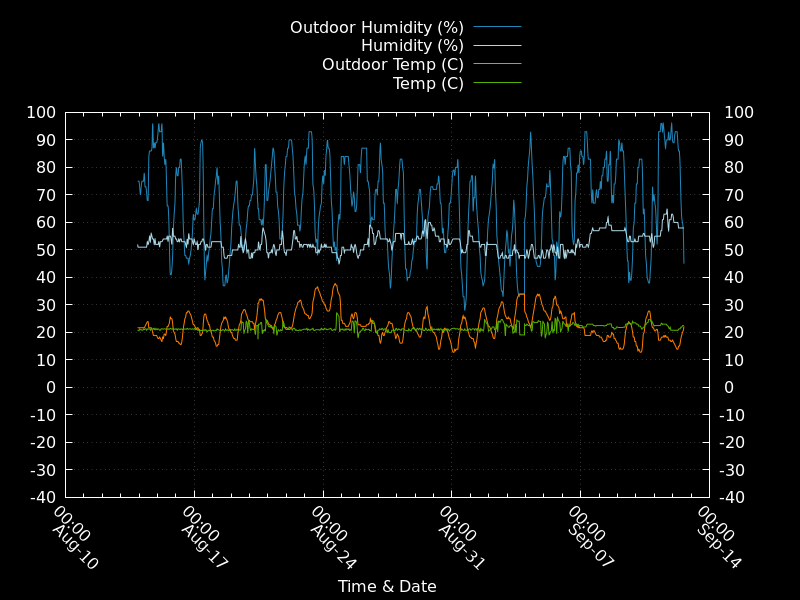 Outdoor Humidity (%)
Humidity (%)
Outdoor Temp (C)
Temp (C)
100 100
90 90
80 80
70 70
60 60
50 50
40 40
30 30
20 20
10 10
0 0
-10 -10
-20 -20
-30 -30
-40 -40
00:00 00:00 00:00 00:00 00:00 00:00
Aug-10 Aug-17 Aug-24 Aug-31 Sep-07 Sep-14
Time & Date